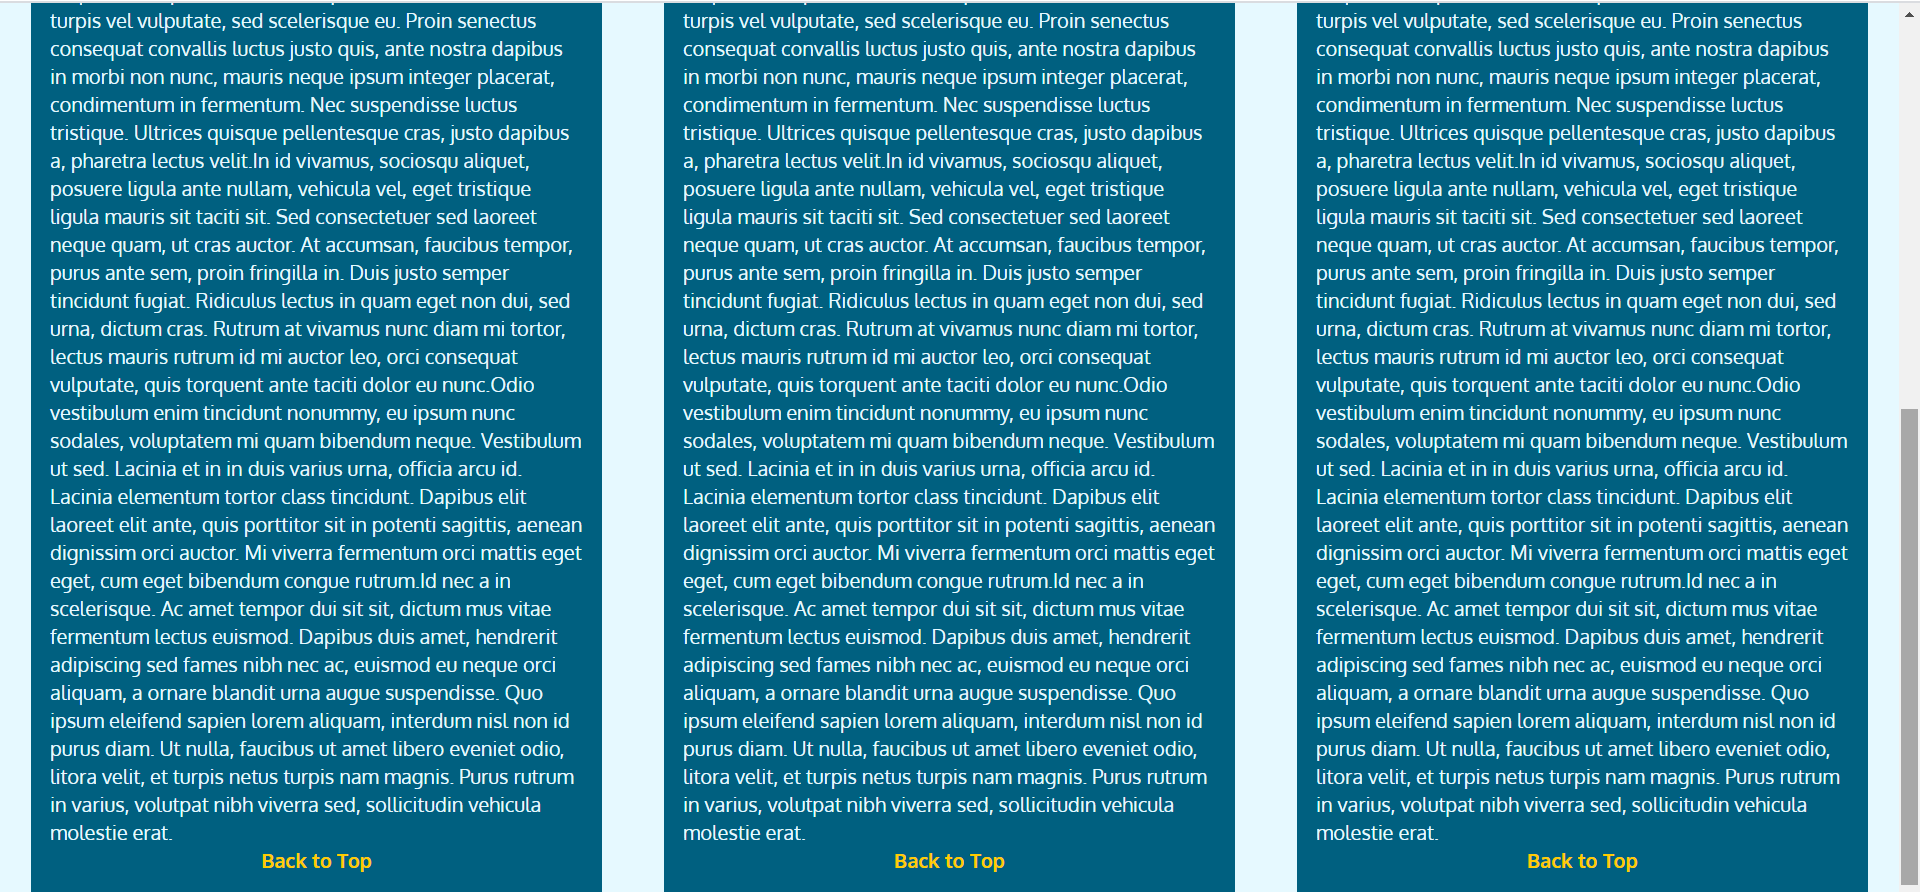 turpis vel vulputate, sed scelerisque eu. Proin senectus
consequat convallis luctus justo quis, ante nostra dapibus
in morbi non nunc, mauris neque ipsum integer placerat,
condimentum in fermentum. Nec suspendisse luctus
tristique. Ultrices quisque pellentesque cras, justo dapibus
a, pharetra lectus velit.In id vivamus, sociosqu aliquet,
posuere ligula ante nullam, vehicula vel, eget tristique
ligula mauris sit taciti sit. Sed consectetuer sed laoreet
neque quam, ut cras auctor. At accumsan, faucibus tempor,
purus ante sem, proin fringilla in. Duis justo semper
tincidunt fugiat. Ridiculus lectus in quam eget non dui, sed
urna, dictum cras. Rutrum at vivamus nunc diam mi tortor,
lectus mauris rutrum id mi auctor leo, orci consequat
vulputate, quis torquent ante taciti dolor eu nunc.Odio
vestibulum enim tincidunt nonummy, eu ipsum nunc
sodales, voluptatem mi quam bibendum neque. Vestibulum
ut sed. Lacinia et in in duis varius urna, officia arcu id.
Lacinia elementum tortor class tincidunt. Dapibus elit
laoreet elit ante, quis porttitor sit in potenti sagittis, aenean
dignissim orci auctor. Mi viverra fermentum orci mattis eget
eget, cum eget bibendum congue rutrum.Id nec a in
scelerisque. Ac amet tempor dui sit sit, dictum mus vitae
fermentum lectus euismod. Dapibus duis amet, hendrerit
adipiscing sed fames nibh nec ac, euismod eu neque orci
aliquam, a ornare blandit urna augue suspendisse. Quo
ipsum eleifend sapien lorem aliquam, interdum nisl non id
purus diam. Ut nulla, faucibus ut amet libero eveniet odio,
litora velit, et turpis netus turpis nam magnis. Purus rutrum
in varius, volutpat nibh viverra sed, sollicitudin vehicula
molestie erat.
Back to Top
turpis vel vulputate, sed scelerisque eu. Proin senectus
consequat convallis luctus justo quis, ante nostra dapibus
in morbi non nunc, mauris neque ipsum integer placerat,
condimentum in fermentum. Nec suspendisse luctus
tristique. Ultrices quisque pellentesque cras, justo dapibus
a, pharetra lectus velit.In id vivamus, sociosqu aliquet,
posuere ligula ante nullam, vehicula vel, eget tristique
ligula mauris sit taciti sit. Sed consectetuer sed laoreet
neque quam, ut cras auctor. At accumsan, faucibus tempor,
purus ante sem, proin fringilla in. Duis justo semper
tincidunt fugiat. Ridiculus lectus in quam eget non dui, sed
urna, dictum cras. Rutrum at vivamus nunc diam mi tortor,
lectus mauris rutrum id mi auctor leo, orci consequat
vulputate, quis torquent ante taciti dolor eu nunc.Odio
vestibulum enim tincidunt nonummy, eu ipsum nunc
sodales, voluptatem mi quam bibendum neque. Vestibulum
ut sed. Lacinia et in in duis varius urna, officia arcu id.
Lacinia elementum tortor class tincidunt. Dapibus elit
laoreet elit ante, quis porttitor sit in potenti sagittis, aenean
dignissim orci auctor. Mi viverra fermentum orci mattis eget
eget, cum eget bibendum congue rutrum.Id nec a in
scelerisque. Ac amet tempor dui sit sit, dictum mus vitae
fermentum lectus euismod. Dapibus duis amet, hendrerit
adipiscing sed fames nibh nec ac, euismod eu neque orci
aliquam, a ornare blandit urna augue suspendisse. Quo
ipsum eleifend sapien lorem aliquam, interdum nisl non id
purus diam. Ut nulla, faucibus ut amet libero eveniet odio,
litora velit, et turpis netus turpis nam magnis. Purus rutrum
in varius, volutpat nibh viverra sed, sollicitudin vehicula
molestie erat.
Back to Top
turpis vel vulputate, sed scelerisque eu. Proin senectus
consequat convallis luctus justo quis, ante nostra dapibus
in morbi non nunc, mauris neque ipsum integer placerat,
condimentum in fermentum. Nec suspendisse luctus
tristique. Ultrices quisque pellentesque cras, justo dapibus
a, pharetra lectus velit.In id vivamus, sociosqu aliquet,
posuere ligula ante nullam, vehicula vel, eget tristique
ligula mauris sit taciti sit. Sed consectetuer sed laoreet
neque quam, ut cras auctor. At accumsan, faucibus tempor,
purus ante sem, proin fringilla in. Duis justo semper
tincidunt fugiat. Ridiculus lectus in quam eget non dui, sed
urna, dictum cras. Rutrum at vivamus nunc diam mi tortor,
lectus mauris rutrum id mi auctor leo, orci consequat
vulputate, quis torquent ante taciti dolor eu nunc.Odio
vestibulum enim tincidunt nonummy, eu ipsum nunc
sodales, voluptatem mi quam bibendum neque. Vestibulum
ut sed. Lacinia et in in duis varius urna, officia arcu id.
Lacinia elementum tortor class tincidunt. Dapibus elit
laoreet elit ante, quis porttitor sit in potenti sagittis, aenean
dignissim orci auctor. Mi viverra fermentum orci mattis eget
eget, cum eget bibendum congue rutrum.Id nec a in
scelerisque. Ac amet tempor dui sit sit, dictum mus vitae
fermentum lectus euismod. Dapibus duis amet, hendrerit
adipiscing sed fames nibh nec ac, euismod eu neque orci
aliquam, a ornare blandit urna augue suspendisse. Quo
ipsum eleifend sapien lorem aliquam, interdum nisl non id
purus diam. Ut nulla, faucibus ut amet libero eveniet odio,
litora velit, et turpis netus turpis nam magnis. Purus rutrum
in varius, volutpat nibh viverra sed, sollicitudin vehicula
molestie erat.
Back to Top